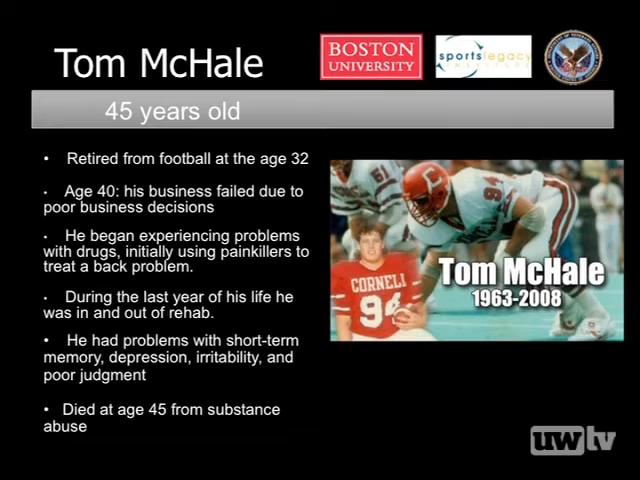 Tom McHale
BOSTON
UNIVERSITY
sportslegacy
INSTITUTE
45 years old
• Retired from football at the age 32
• Age 40: his business failed due to
poor business decisions
• He began experiencing problems
with drugs, initially using painkillers to
treat a back problem.
• During the last year of his life he
was in and out of rehab.
• He had problems with short-term
memory, depression, irritability, and
poor judgment
• Died at age 45 from substance
abuse
61
94
C
CORNELL
94
Tom McHale
1963-2008
uwtv